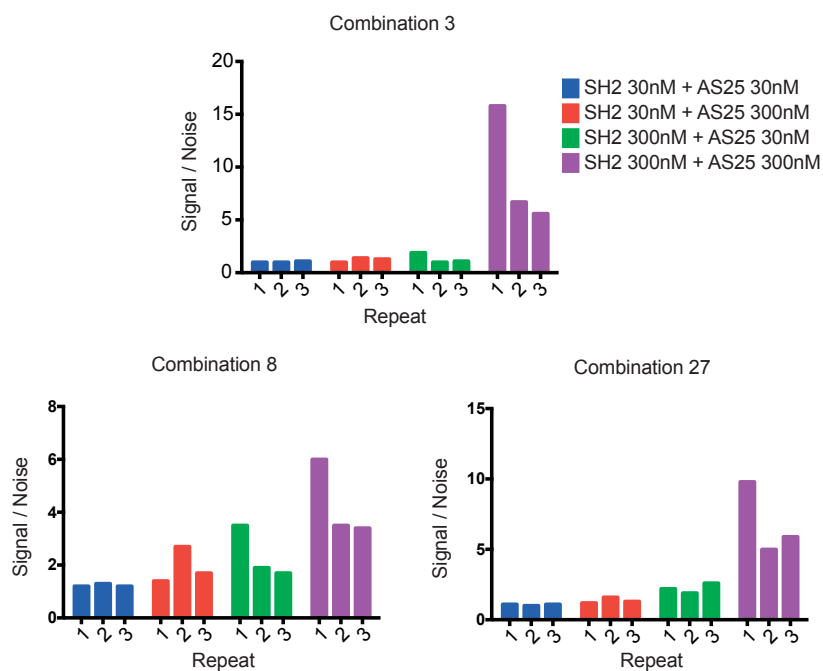 Combination 3
20
15
10
5
0
Signal / Noise
1 2 3 1 2 3 1 2 3 1 2 3
Repeat
SH2 30nM + AS25 30nM
SH2 30nM + AS25 300nM
SH2 300nM + AS25 30nM
SH2 300nM + AS25 300nM
Combination 8
8
6
4
2
0
Signal / Noise
1 2 3 1 2 3 1 2 3 1 2 3
Repeat
Combination 27
15
10
5
0
Signal / Noise
1 2 3 1 2 3 1 2 3 1 2 3
Repeat